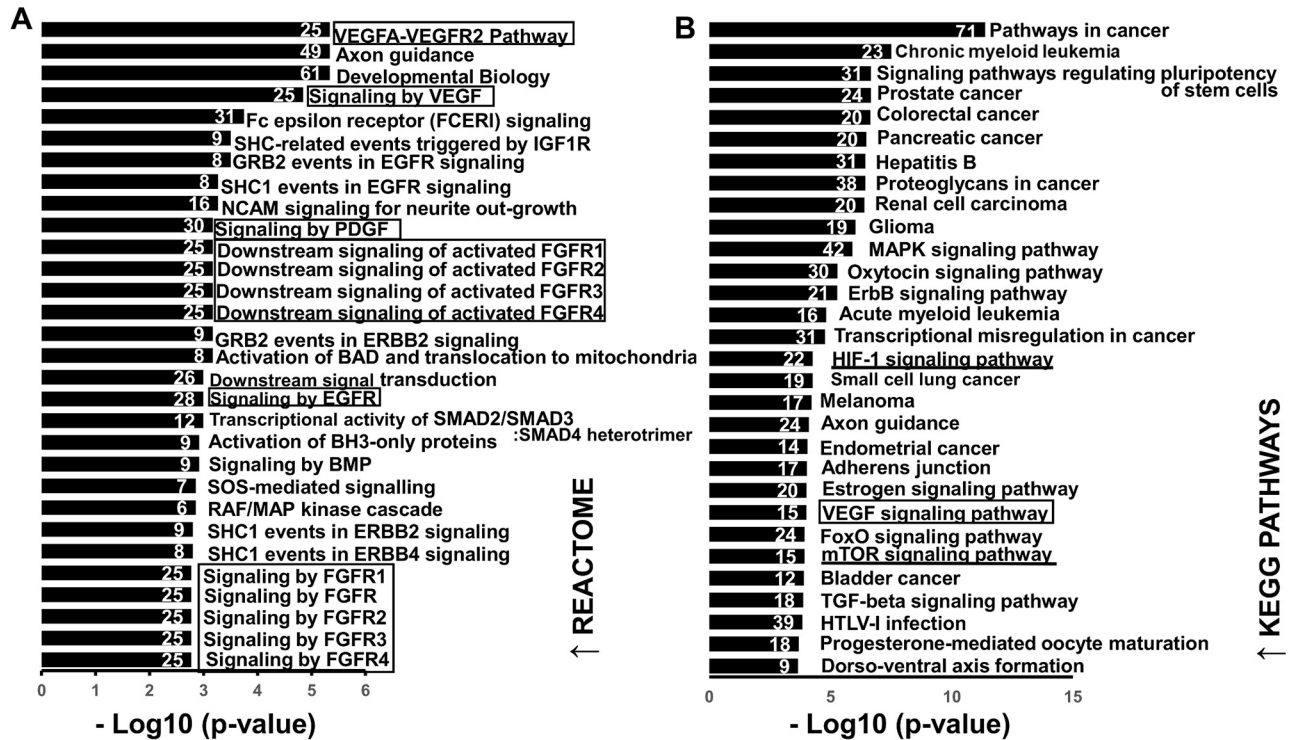 A
25 VEGFA-VEGFR2 Pathway
49 Axon guidance
61 Developmental Biology
25 Signaling by VEGF
31 Fc epsilon receptor (FCERI) signaling
9 SHC-related events triggered by IGF1R
8 GRB2 events in EGFR signaling
8 SHC1 events in EGFR signaling
16 NCAM signaling for neurite out-growth
30 Signaling by PDGF
25 Downstream signaling of activated FGFR1
25 Downstream signaling of activated FGFR2
25 Downstream signaling of activated FGFR3
25 Downstream signaling of activated FGFR4
9 GRB2 events in ERBB2 signaling
8 Activation of BAD and translocation to mitochondria
26 Downstream signal transduction
28 Signaling by EGFR
12 Transcriptional activity of SMAD2/SMAD3
:SMAD4 heterotrimer
9 Activation of BH3-only proteins
9 Signaling by BMP
7 SOS-mediated signalling
6 RAF/MAP kinase cascade
9 SHC1 events in ERBB2 signaling
8 SHC1 events in ERBB4 signaling
25 Signaling by FGFR1
25 Signaling by FGFR
25 Signaling by FGFR2
25 Signaling by FGFR3
25 Signaling by FGFR4
0 1 2 3 4 5 6
- Log10 (p-value)
↑ REACTOME
B
71 Pathways in cancer
23 Chronic myeloid leukemia
31 Signaling pathways regulating pluripotency
of stem cells
24 Prostate cancer
20 Colorectal cancer
20 Pancreatic cancer
31 Hepatitis B
38 Proteoglycans in cancer
20 Renal cell carcinoma
19 Glioma
42 MAPK signaling pathway
30 Oxytocin signaling pathway
21 ErbB signaling pathway
16 Acute myeloid leukemia
31 Transcriptional misregulation in cancer
22 HIF-1 signaling pathway
19 Small cell lung cancer
17 Melanoma
24 Axon guidance
14 Endometrial cancer
17 Adherens junction
20 Estrogen signaling pathway
15 VEGF signaling pathway
24 FoxO signaling pathway
15 mTOR signaling pathway
12 Bladder cancer
18 TGF-beta signaling pathway
39 HTLV-I infection
18 Progesterone-mediated oocyte maturation
9 Dorso-ventral axis formation
0 5 10 15
- Log10 (p-value)
↑ KEGG PATHWAYS